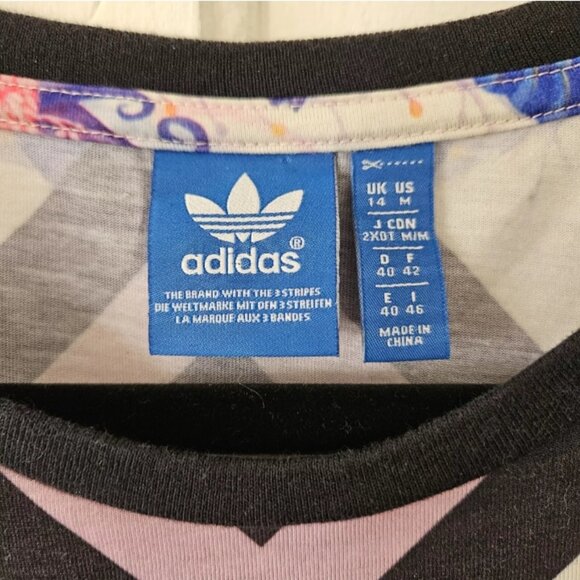 adidas®
THE BRAND WITH THE 3 STRIPES
DIE WELTMARKE MIT DEN 3 STREIFEN
LA MARQUE AUX 3 BANDES
UK US
14 M
J CDN
2XOT M/M
D F
40 42
E I
40 46
MADE IN
CHINA